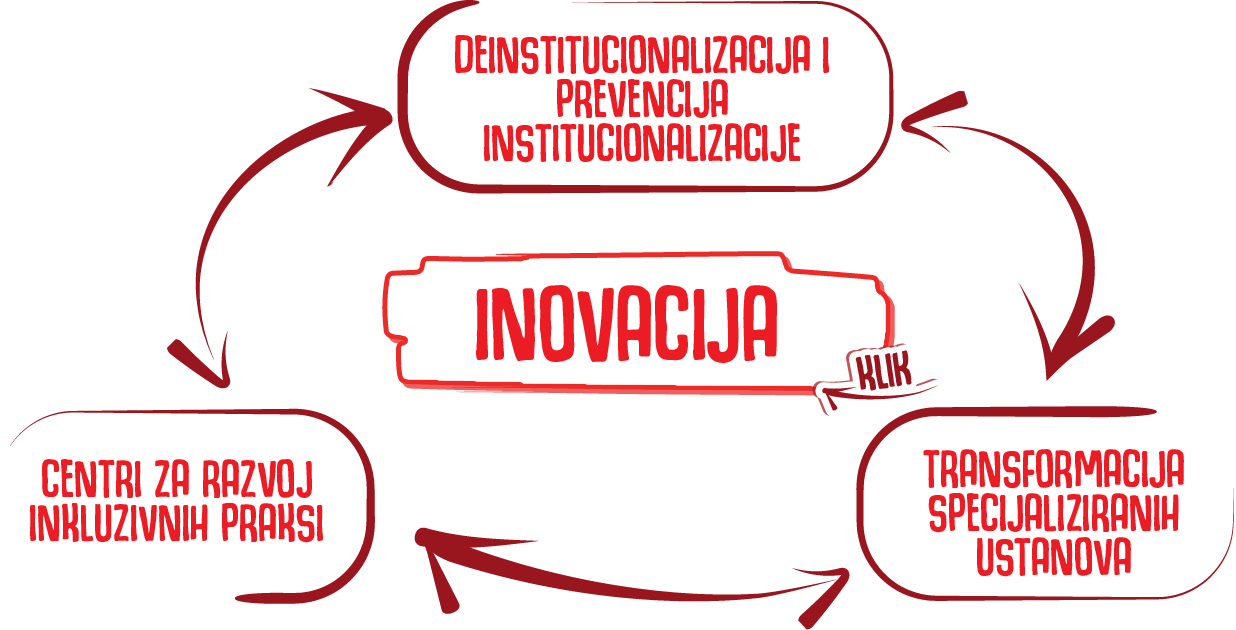 DEINSTITUCIONALIZACIJA I
PREVENCIJA
INSTITUCIONALIZACIJE
INOVACIJA
KLIK
CENTRI ZA RAZVOJ
INKLUZIVNIH PRAKSI
TRANSFORMACIJA
SPECIJALIZIRANIH
USTANOVA